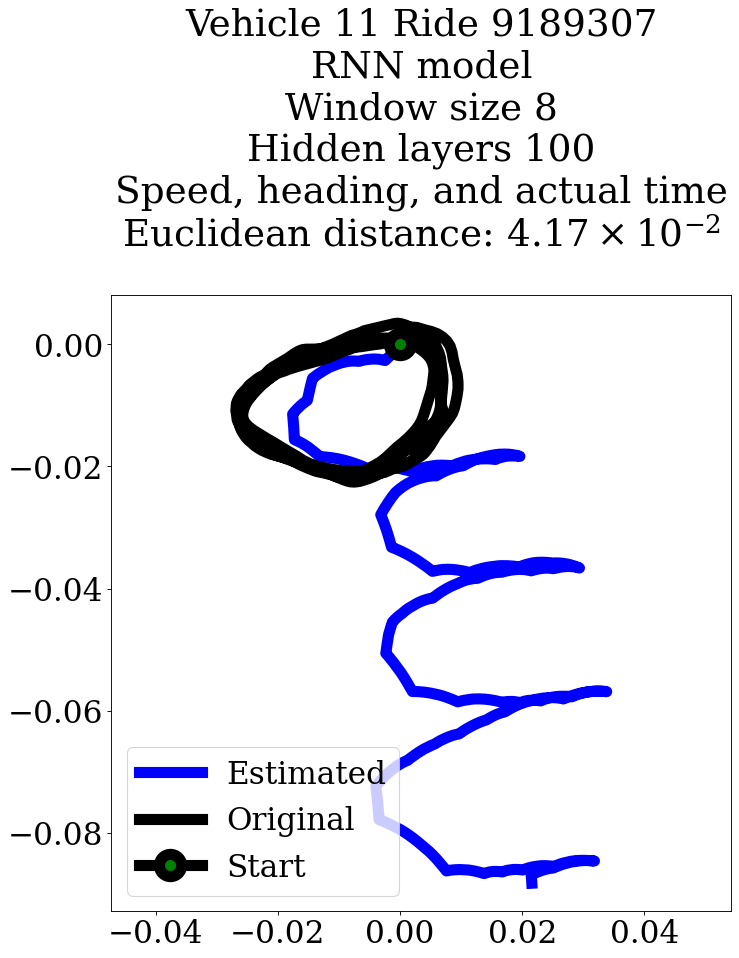 Vehicle 11 Ride 9189307
RNN model
Window size 8
Hidden layers 100
Speed, heading, and actual time
Euclidean distance: 4.17 × 10⁻²
0.00
−0.02
−0.04
−0.06
−0.08
Estimated
Original
Start
−0.04 −0.02 0.00 0.02 0.04